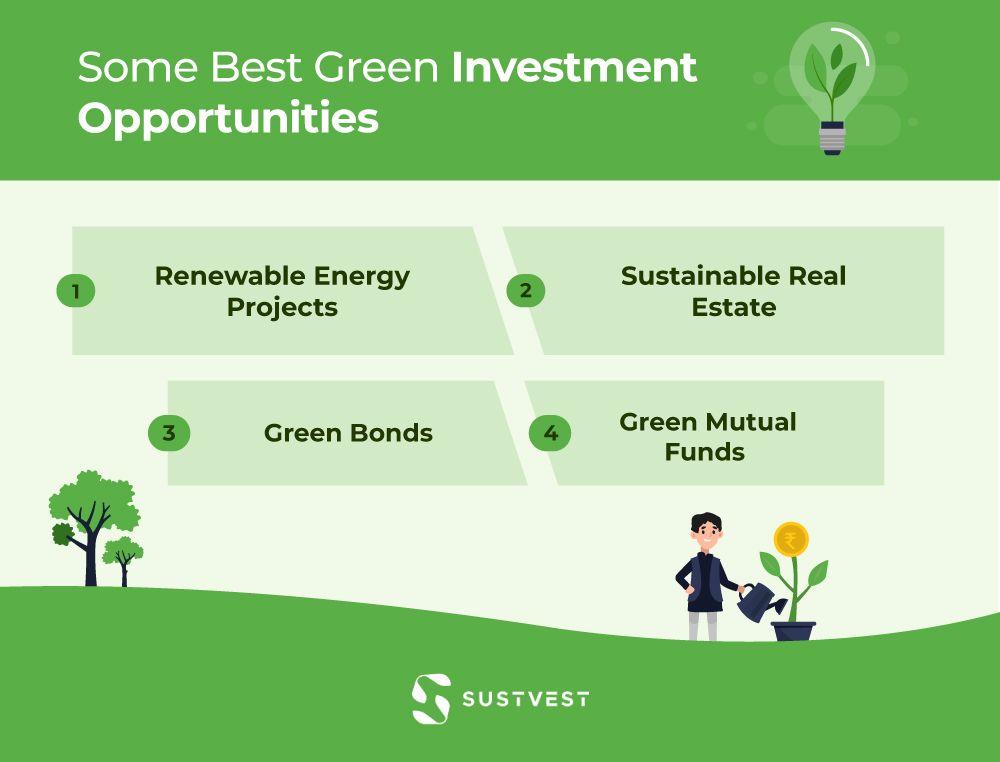 Some Best Green Investment
Opportunities
1
Renewable Energy
Projects
2
Sustainable Real
Estate
3
Green Bonds
4
Green Mutual
Funds
₹
SUSTVEST